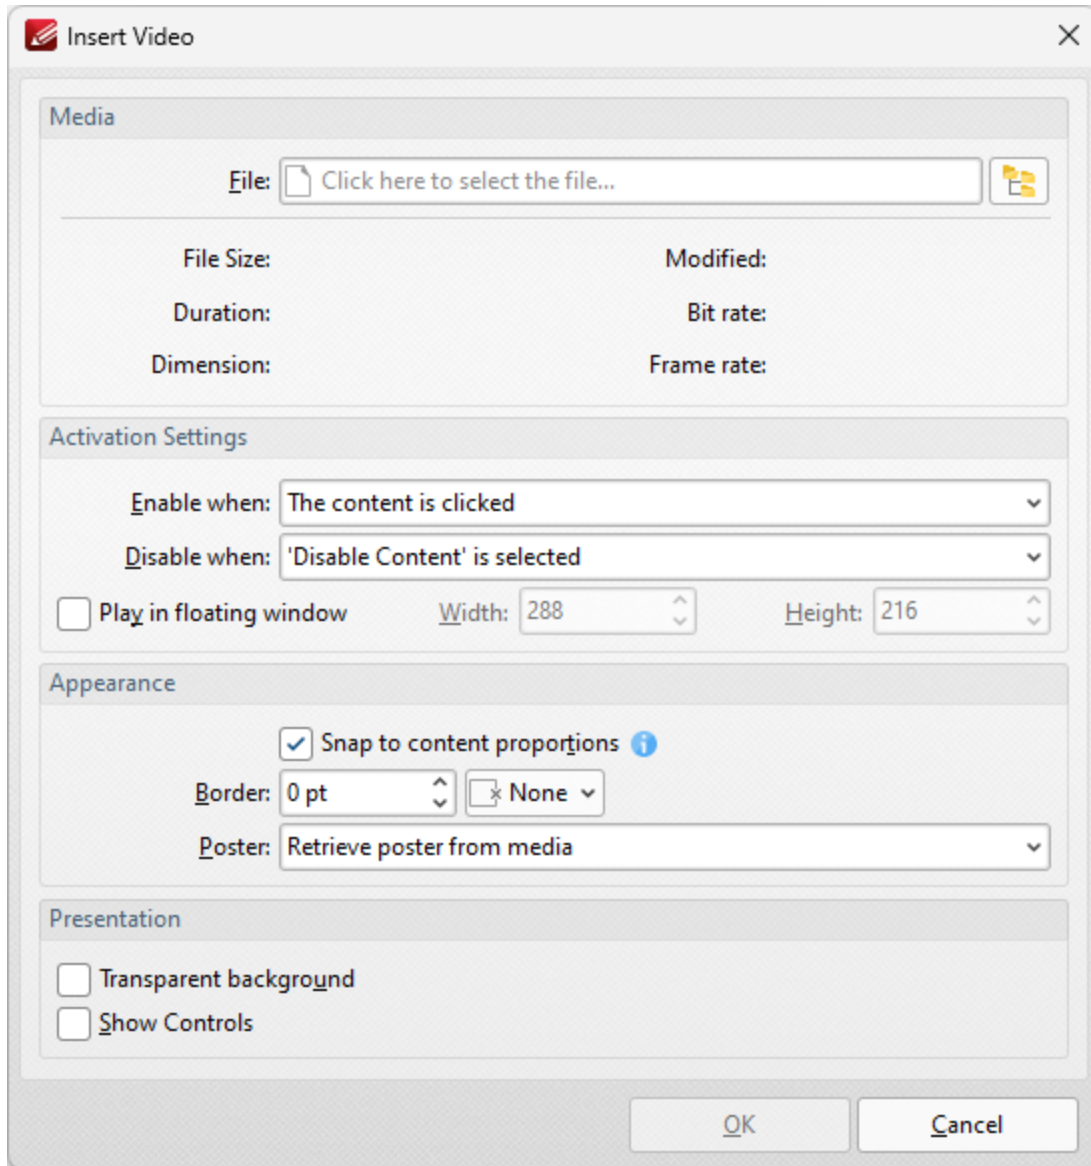 Insert Video
Media
File: Click here to select the file...
File Size: Modified:
Duration: Bit rate:
Dimension: Frame rate:
Activation Settings
Enable when: The content is clicked
Disable when: 'Disable Content' is selected
Play in floating window Width: 288 Height: 216
Appearance
Snap to content proportions
Border: 0 pt None
Poster: Retrieve poster from media
Presentation
Transparent background
Show Controls
OK Cancel